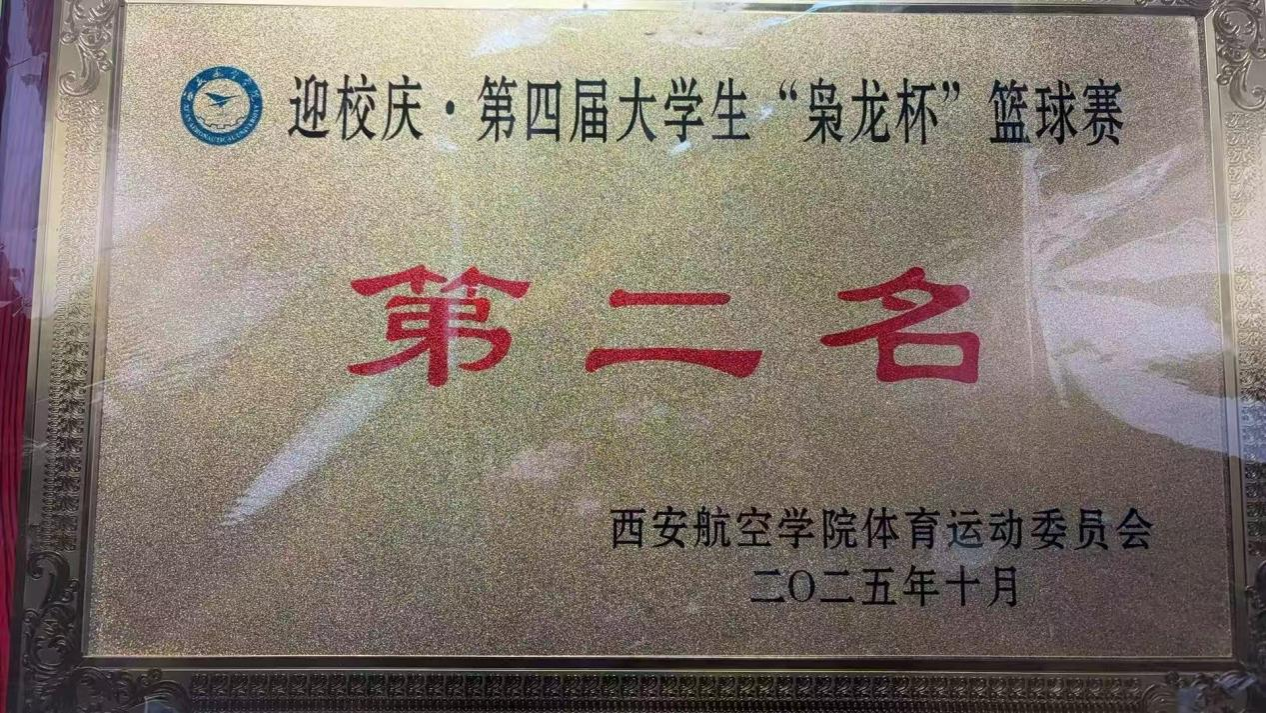 迎校庆·第四届大学生“枭龙杯”篮球赛
第二名
西安航空学院体育运动委员会
二〇二五年十月